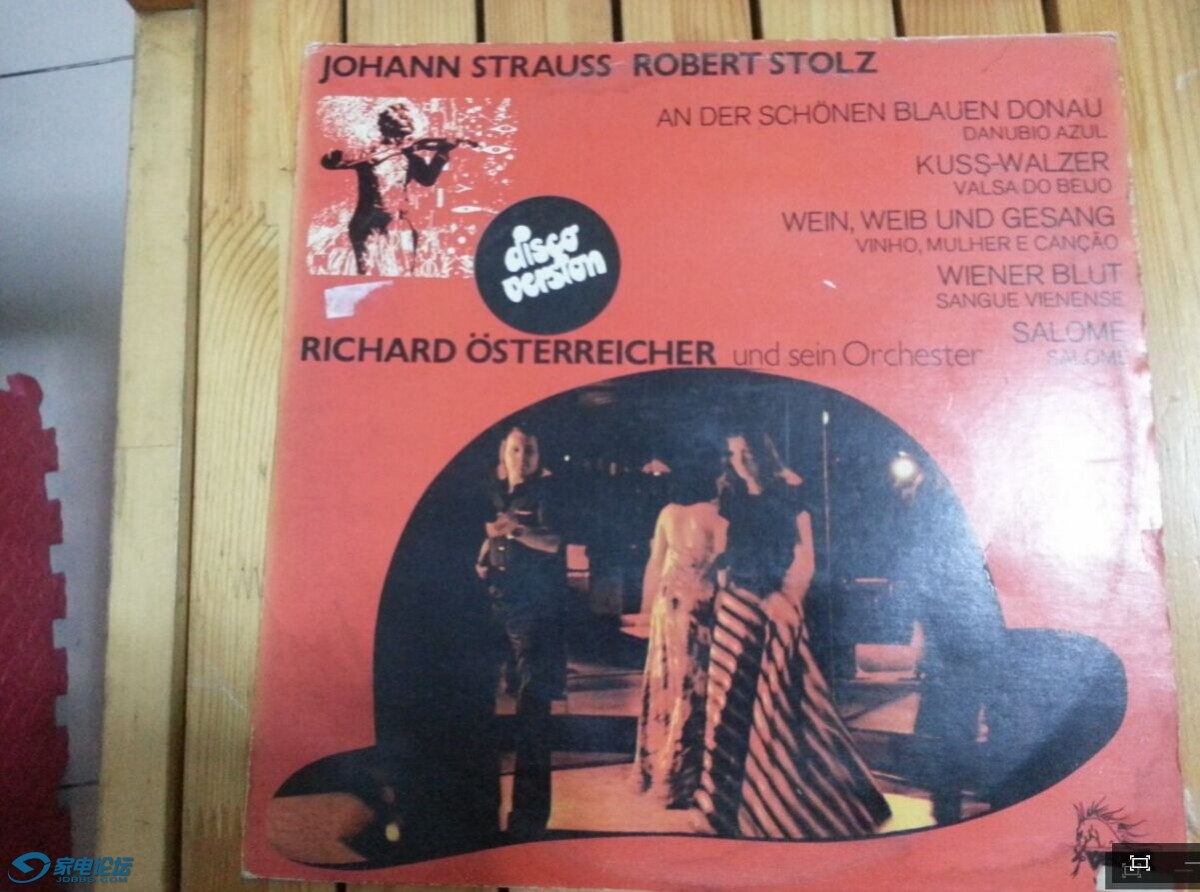 JOHANN STRAUSS ROBERT STOLZ
AN DER SCHÖNEN BLAUEN DONAU
DANUBIO AZUL
KUSS-WALZER
VALSA DO BEIJO
WEIN, WEIB UND GESANG
VINHO, MULHER E CANÇÃO
WIENER BLUT
SANGUE VIENENSE
SALOME
SALOME
disco
version
RICHARD ÖSTERREICHER und sein Orchester
家电论坛
JDBBS.COM